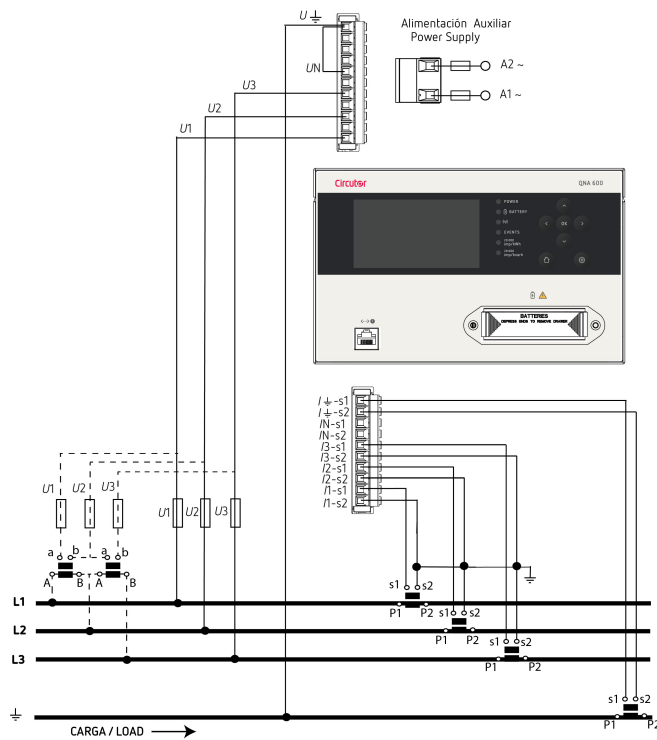 U ⏚
UN
U3
U2
U1
Alimentación Auxiliar
Power Supply
A2 ~
A1 ~
Circutor
QNA 600
POWER
BATTERY
EVENTS
OK
BATTERIES
DEPRESS ENDS TO REMOVE DRAWER
I ⏚ -s1
I ⏚ -s2
IN-s1
IN-s2
I3-s1
I3-s2
I2-s1
I2-s2
I1-s1
I1-s2
U1 U2 U3
U1 U2 U3
a b a b
A B A B
s1 s2
P1 P2
s1 s2
P1 P2
s1 s2
P1 P2
s1 s2
P1 P2
L1
L2
L3
⏚
CARGA / LOAD